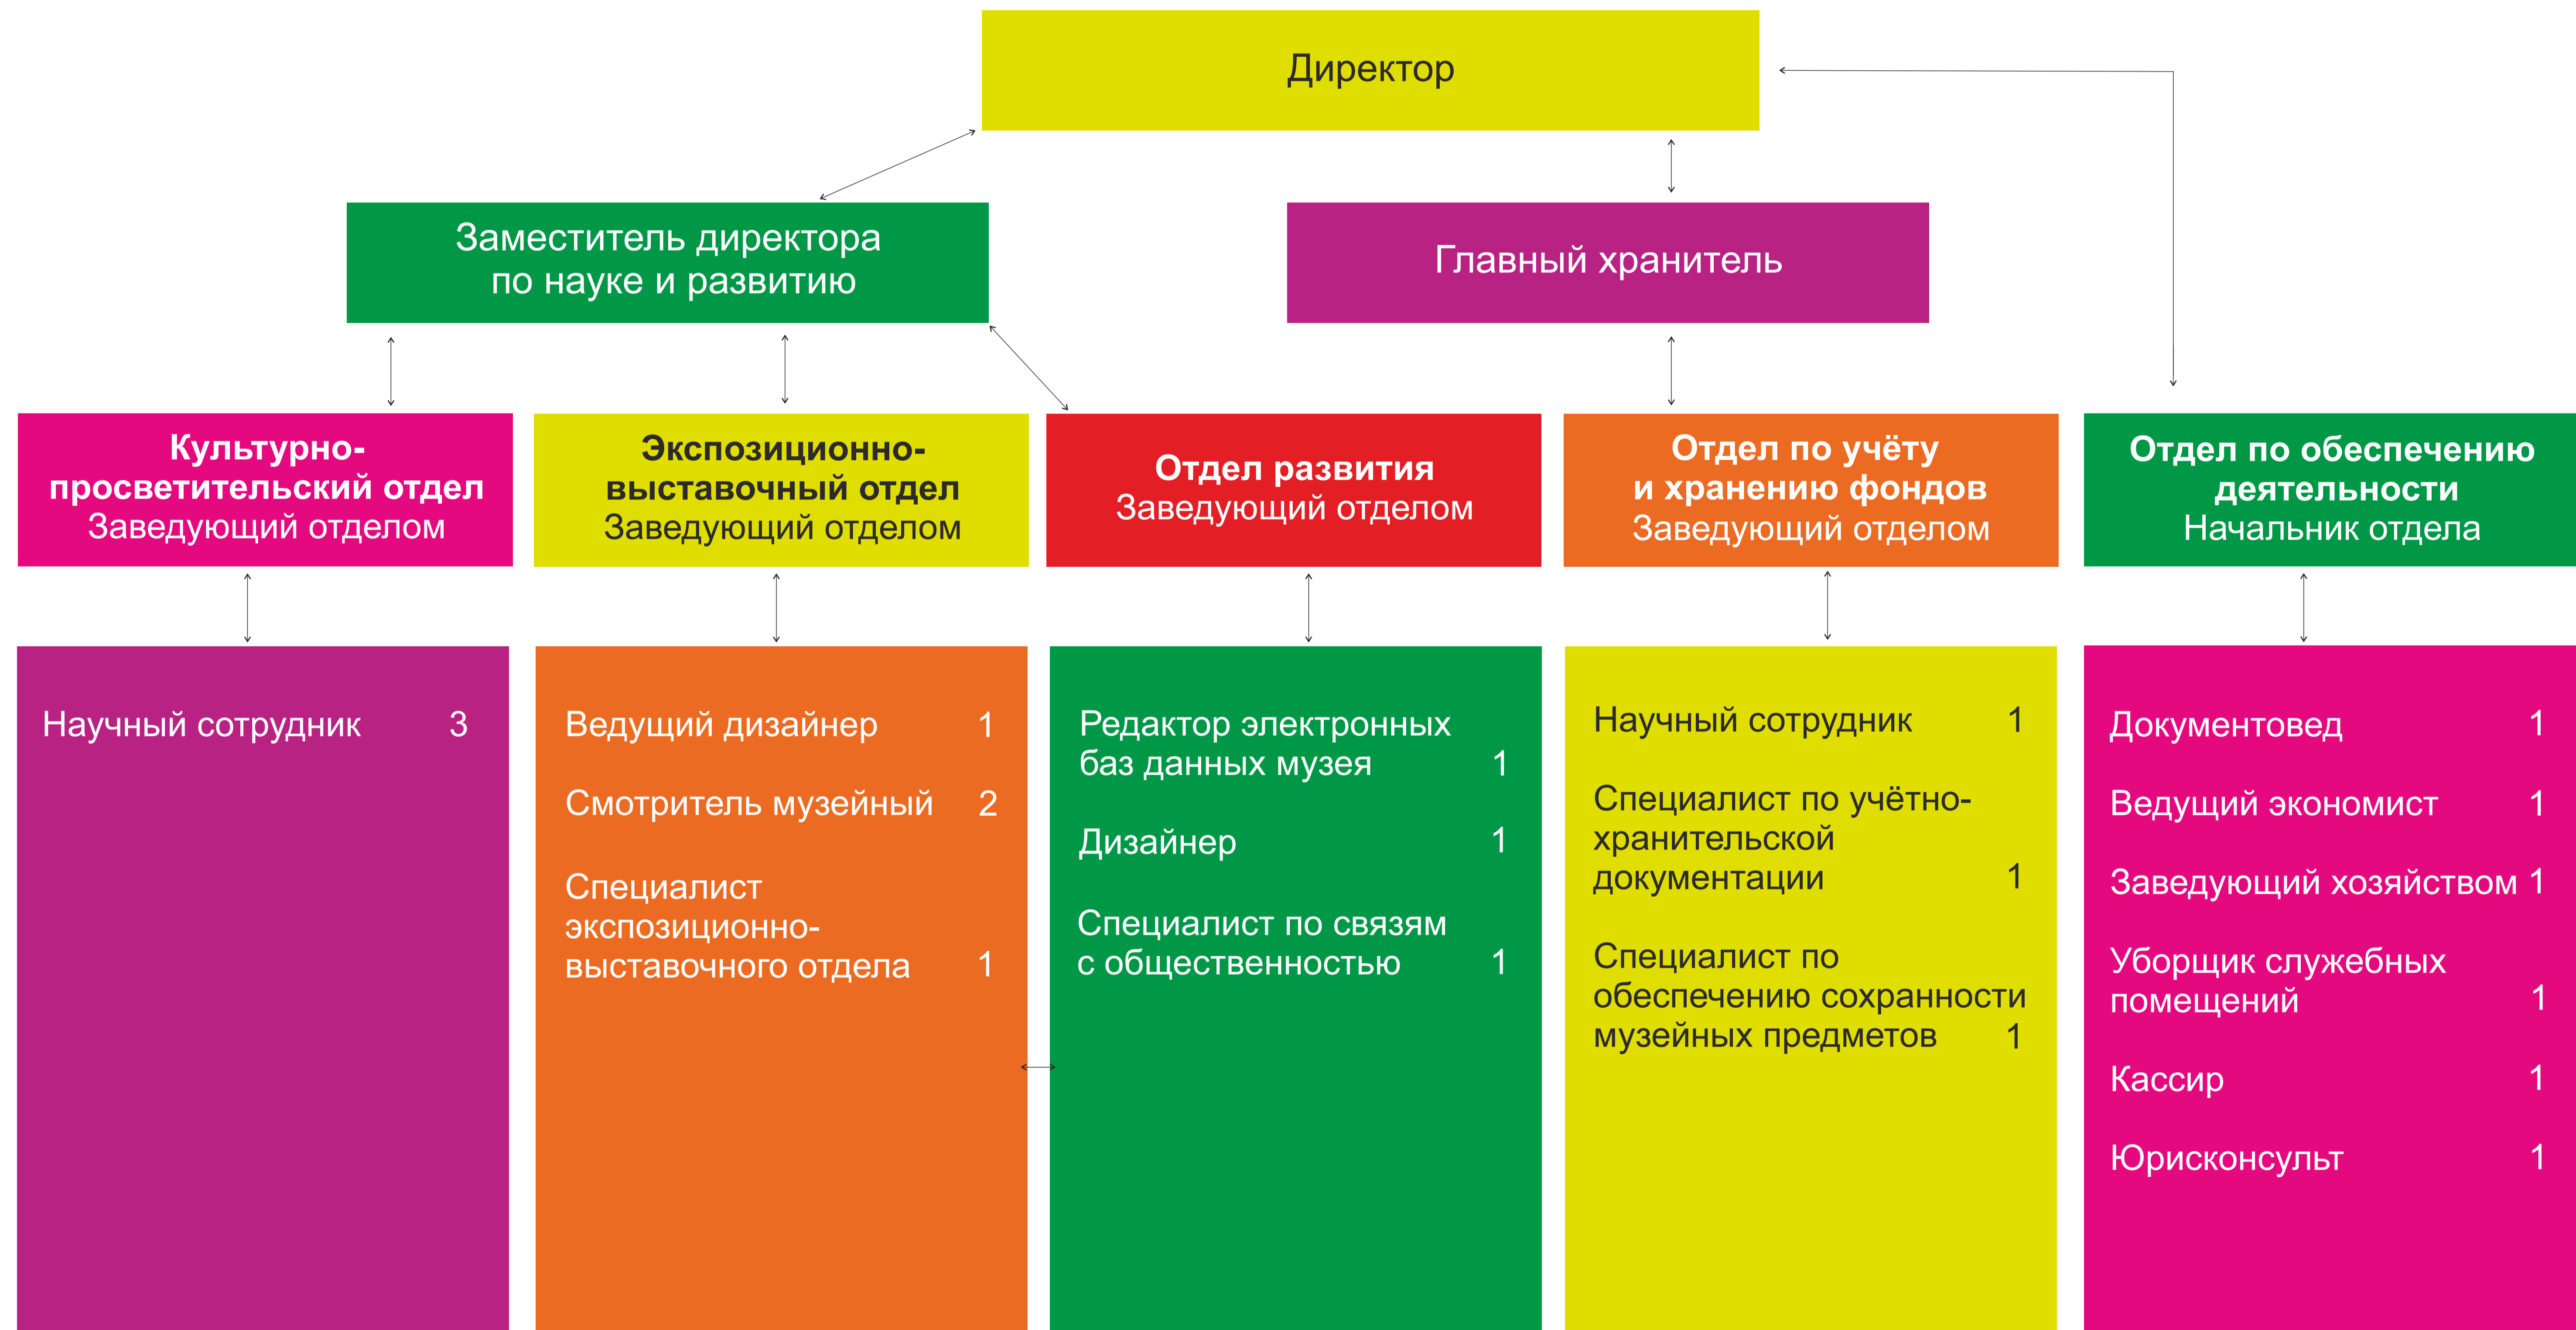 Директор
Заместитель директора
по науке и развитию
Главный хранитель
Культурно-
просветительский отдел
Заведующий отделом
Экспозиционно-
выставочный отдел
Заведующий отделом
Отдел развития
Заведующий отделом
Отдел по учёту
и хранению фондов
Заведующий отделом
Отдел по обеспечению
деятельности
Начальник отдела
Научный сотрудник 3
Ведущий дизайнер 1
Смотритель музейный 2
Специалист
экспозиционно-
выставочного отдела 1
Редактор электронных
баз данных музея 1
Дизайнер 1
Специалист по связям
с общественностью 1
Научный сотрудник 1
Специалист по учётно-
хранительской
документации 1
Специалист по
обеспечению сохранности
музейных предметов 1
Документовед 1
Ведущий экономист 1
Заведующий хозяйством 1
Уборщик служебных
помещений 1
Кассир 1
Юрисконсульт 1